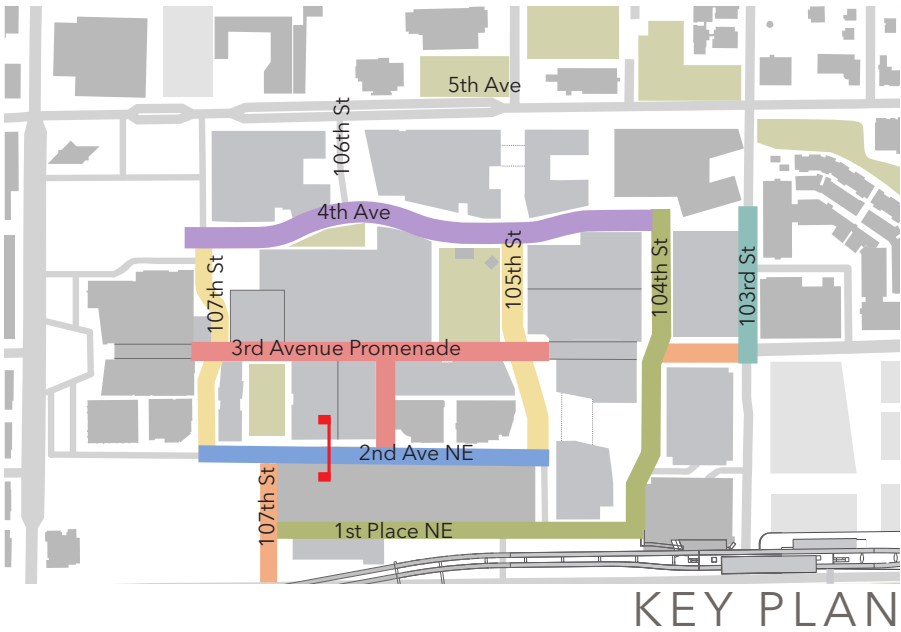 5th Ave
106th St
4th Ave
107th St
105th St
104th St
103rd St
3rd Avenue Promenade
2nd Ave NE
107th St
1st Place NE
KEY PLAN